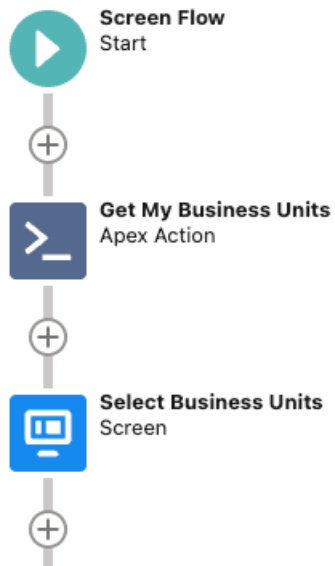 Screen Flow
Start
Get My Business Units
Apex Action
Select Business Units
Screen